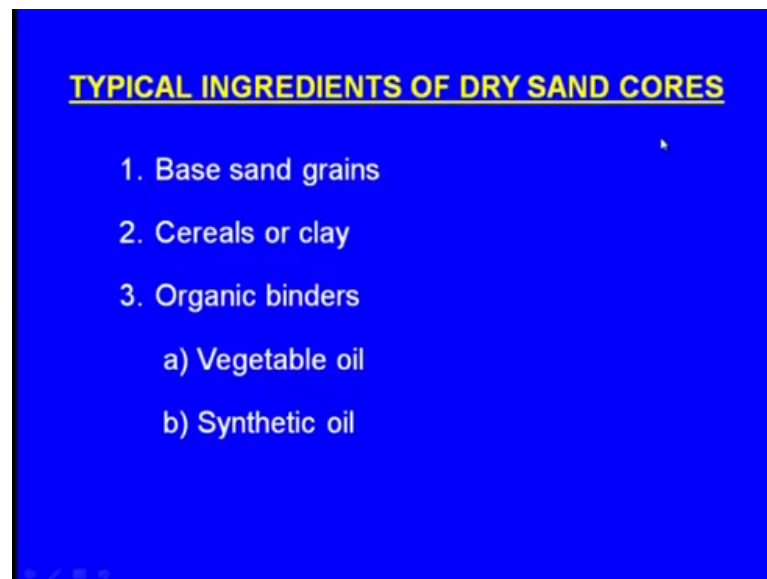 TYPICAL INGREDIENTS OF DRY SAND CORES
1. Base sand grains
2. Cereals or clay
3. Organic binders
a) Vegetable oil
b) Synthetic oil